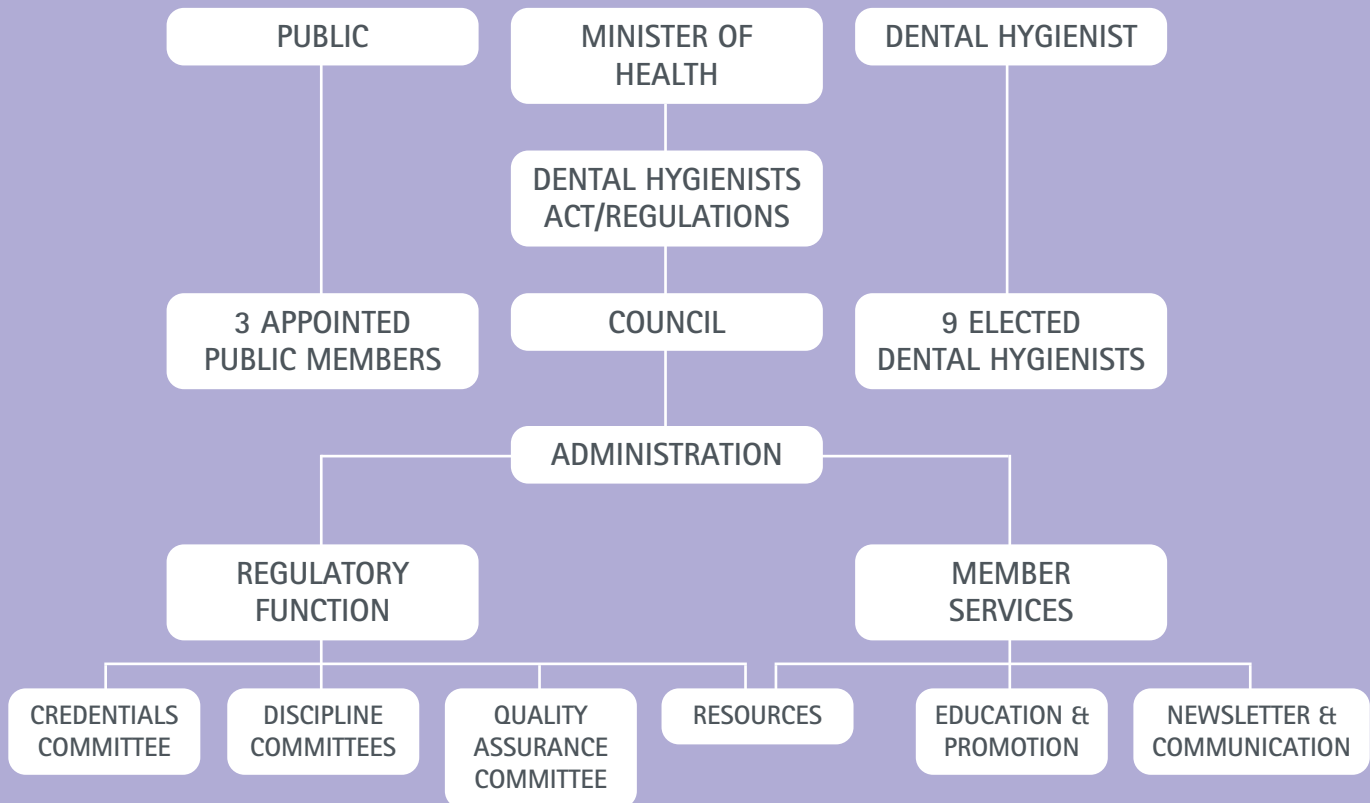 PUBLIC
MINISTER OF
HEALTH
DENTAL HYGIENIST
DENTAL HYGIENISTS
ACT/REGULATIONS
3 APPOINTED
PUBLIC MEMBERS
COUNCIL
9 ELECTED
DENTAL HYGIENISTS
ADMINISTRATION
REGULATORY
FUNCTION
MEMBER
SERVICES
CREDENTIALS
COMMITTEE
DISCIPLINE
COMMITTEES
QUALITY
ASSURANCE
COMMITTEE
RESOURCES
EDUCATION &
PROMOTION
NEWSLETTER &
COMMUNICATION